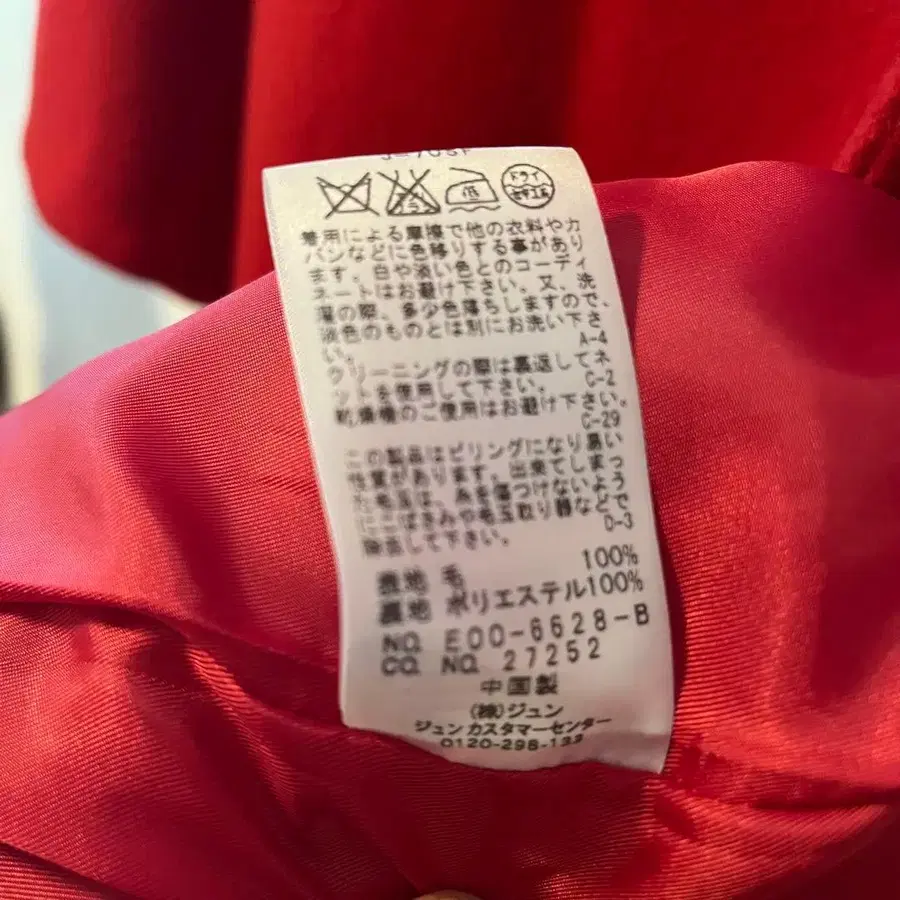 低
ドライ
セキユ系
着用による摩擦で他の衣料やカ
バンなどに色移りする事があり
ます。白や淡い色とのコーディ
ネートはお避け下さい。又、洗
濯の際、多少色落ちしますので、
淡色のものとは別にお洗い下さ
い。 A-4
クリーニングの際は裏返してネ
ットを使用して下さい。 C-2
乾燥機のご使用はお避け下さい。
C-29
この製品はピリングになり易い
性質があります。出来てしまっ
た毛玉は、糸を傷つけないよう
にこばさみや毛玉取り静などで
除去して下さい。 D-3
表地 毛 100%
裏地 ポリエステル100%
NO. E00-6628-B
CO. NO. 27252
中国製
(株)ジュン
ジュン カスタマーセンター
0120-298-133